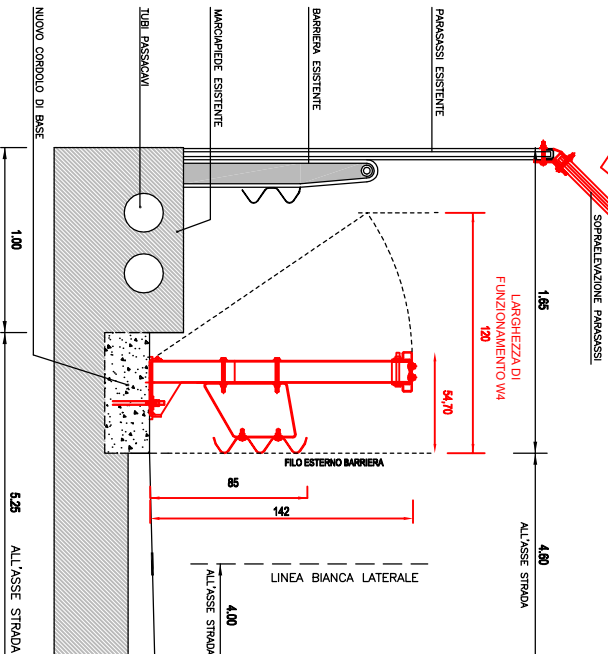 NUOVO CORDOLO DI BASE
TUBI PASSACAVI
MARCIAPIEDE ESISTENTE
BARRIERA ESISTENTE
PARASASSI ESISTENTE
SOPRAELEVAZIONE PARASASSI
1.00
1.65
LARGHEZZA DI
FUNZIONAMENTO W4
120
54,70
FILO ESTERNO BARRIERA
85
142
LINEA BIANCA LATERALE
5.25
ALL'ASSE STRADA
4.00
ALL'ASSE STRADA
4.60
ALL'ASSE STRADA